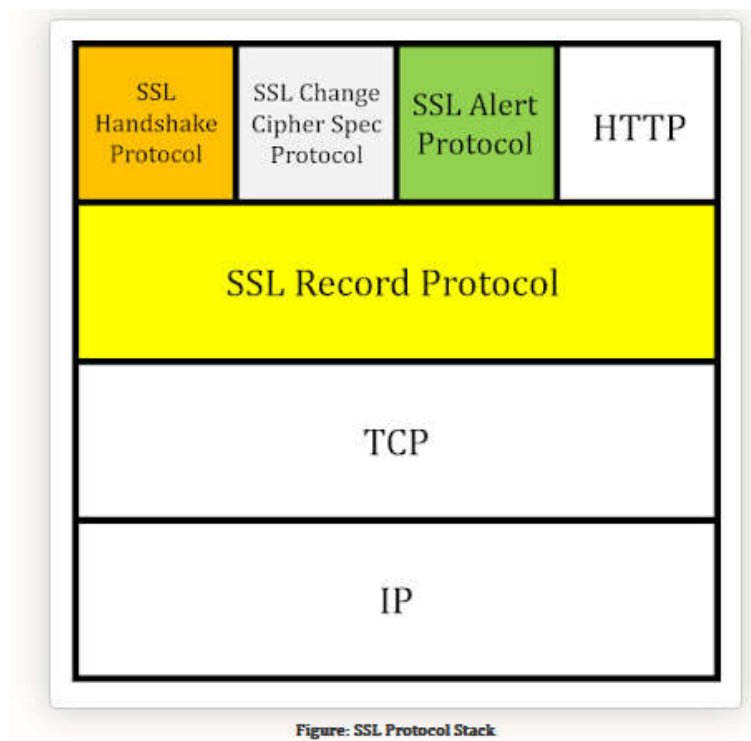 SSL
Handshake
Protocol
SSL Change
Cipher Spec
Protocol
SSL Alert
Protocol
HTTP
SSL Record Protocol
TCP
IP
Figure: SSL Protocol Stack